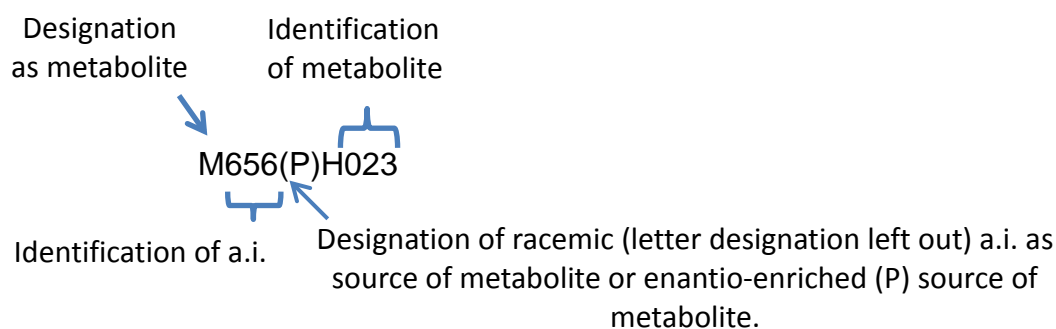 Designation
as metabolite
Identification
of metabolite
M656(P)H023
Identification of a.i.
Designation of racemic (letter designation left out) a.i. as
source of metabolite or enantio-enriched (P) source of
metabolite.